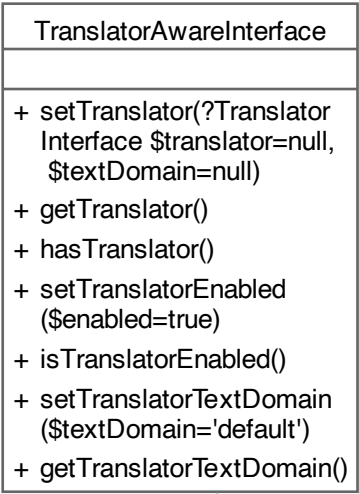 TranslatorAwareInterface
+ setTranslator(?Translator
Interface $translator=null,
$textDomain=null)
+ getTranslator()
+ hasTranslator()
+ setTranslatorEnabled
($enabled=true)
+ isTranslatorEnabled()
+ setTranslatorTextDomain
($textDomain='default')
+ getTranslatorTextDomain()